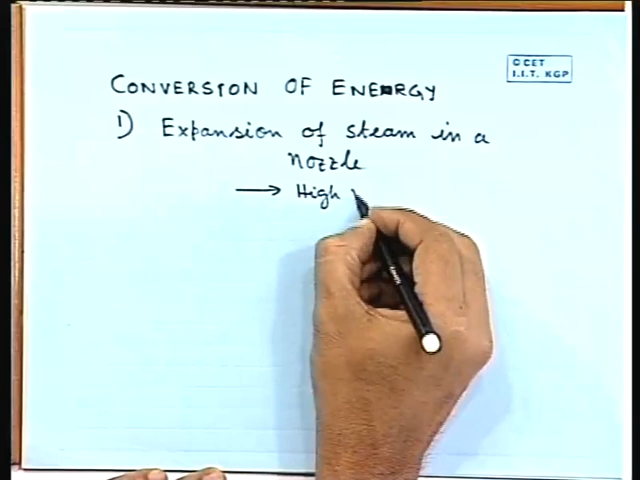 ©CET
I.I.T. KGP
CONVERSION OF ENERGY
1) Expansion of steam in a
nozzle
→ High